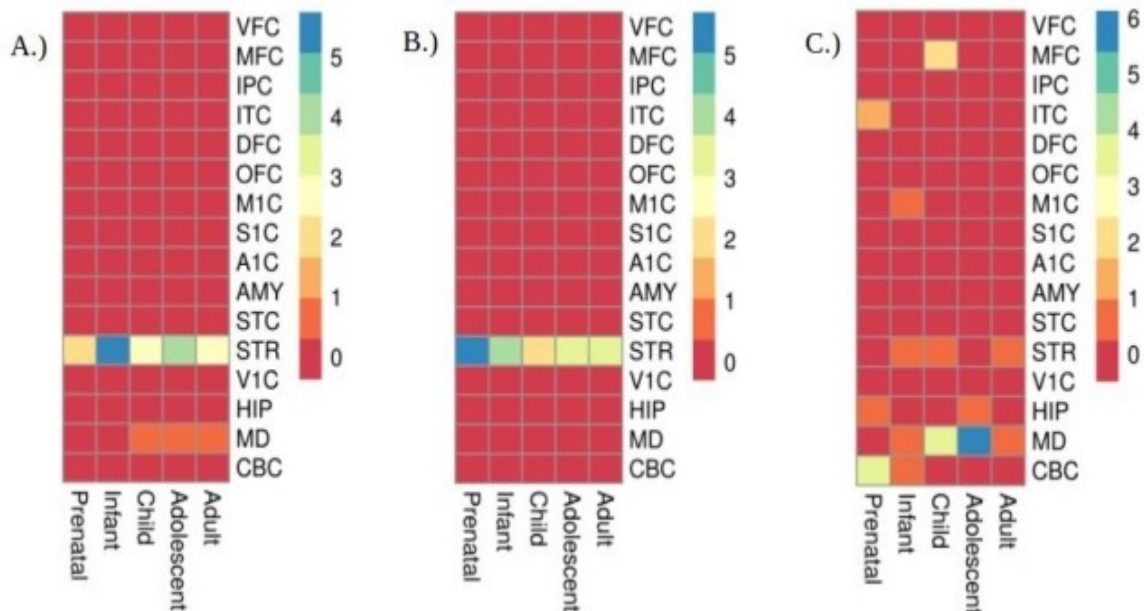 A.)
VFC
MFC
IPC
ITC
DFC
OFC
M1C
S1C
A1C
AMY
STC
STR
V1C
HIP
MD
CBC
5
4
3
2
1
0
Prenatal
Infant
Child
Adolescent
Adult
B.)
VFC
MFC
IPC
ITC
DFC
OFC
M1C
S1C
A1C
AMY
STC
STR
V1C
HIP
MD
CBC
5
4
3
2
1
0
Prenatal
Infant
Child
Adolescent
Adult
C.)
VFC
MFC
IPC
ITC
DFC
OFC
M1C
S1C
A1C
AMY
STC
STR
V1C
HIP
MD
CBC
6
5
4
3
2
1
0
Prenatal
Infant
Child
Adolescent
Adult